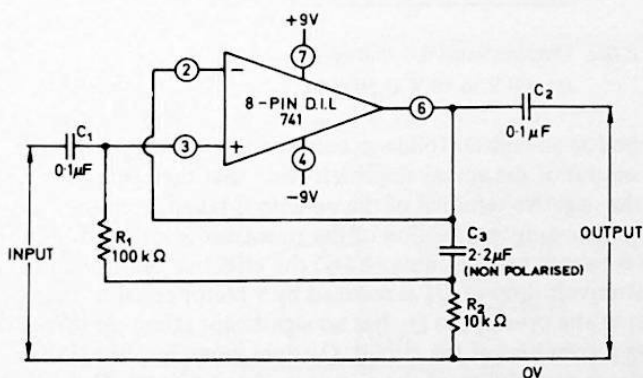 +9V
7
2
−
8-PIN D.I.L
741
6
C2
0·1µF
C1
0·1µF
3
+
4
−9V
R1
100kΩ
INPUT
C3
2·2µF
(NON POLARISED)
OUTPUT
R2
10kΩ
0V